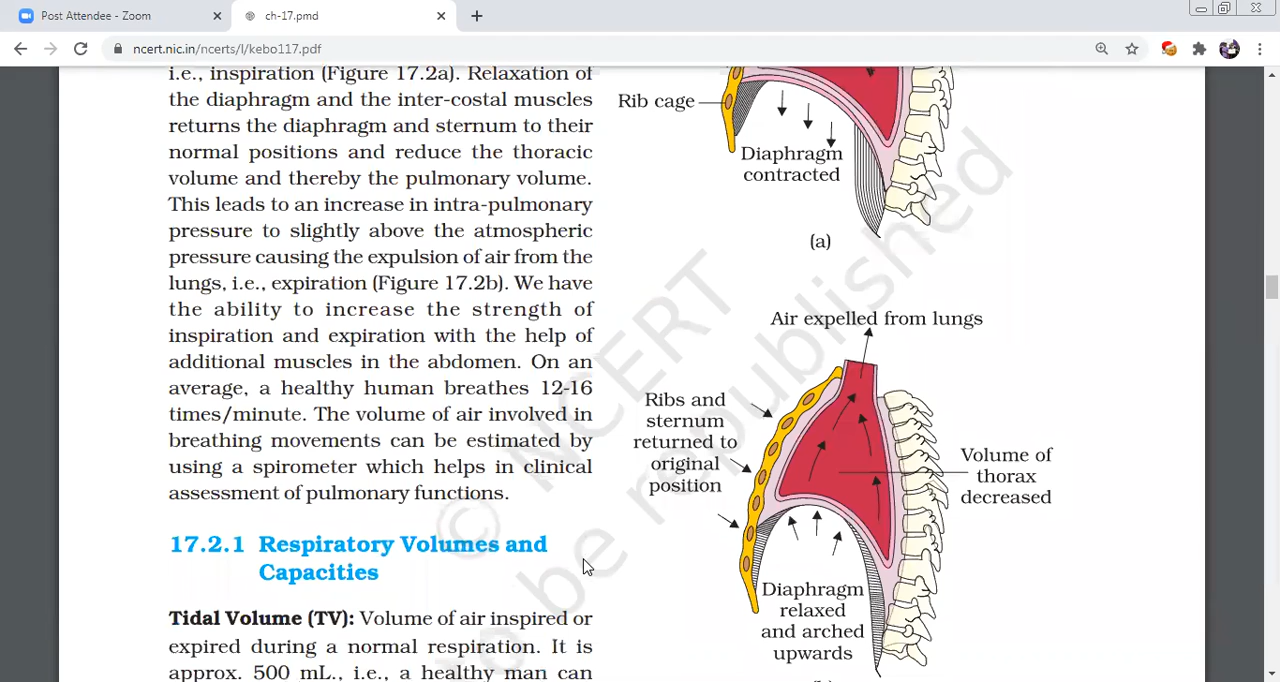 Post Attendee - Zoom
ch-17.pmd
ncert.nic.in/ncerts/l/kebo117.pdf
i.e., inspiration (Figure 17.2a). Relaxation of
the diaphragm and the inter-costal muscles
returns the diaphragm and sternum to their
normal positions and reduce the thoracic
volume and thereby the pulmonary volume.
This leads to an increase in intra-pulmonary
pressure to slightly above the atmospheric
pressure causing the expulsion of air from the
lungs, i.e., expiration (Figure 17.2b). We have
the ability to increase the strength of
inspiration and expiration with the help of
additional muscles in the abdomen. On an
average, a healthy human breathes 12-16
times/minute. The volume of air involved in
breathing movements can be estimated by
using a spirometer which helps in clinical
assessment of pulmonary functions.
17.2.1 Respiratory Volumes and
Capacities
Tidal Volume (TV): Volume of air inspired or
expired during a normal respiration. It is
approx. 500 mL., i.e., a healthy man can
Rib cage
Diaphragm
contracted
(a)
Air expelled from lungs
Ribs and
sternum
returned to
original
position
Volume of
thorax
decreased
Diaphragm
relaxed
and arched
upwards
© NCERT
be republished